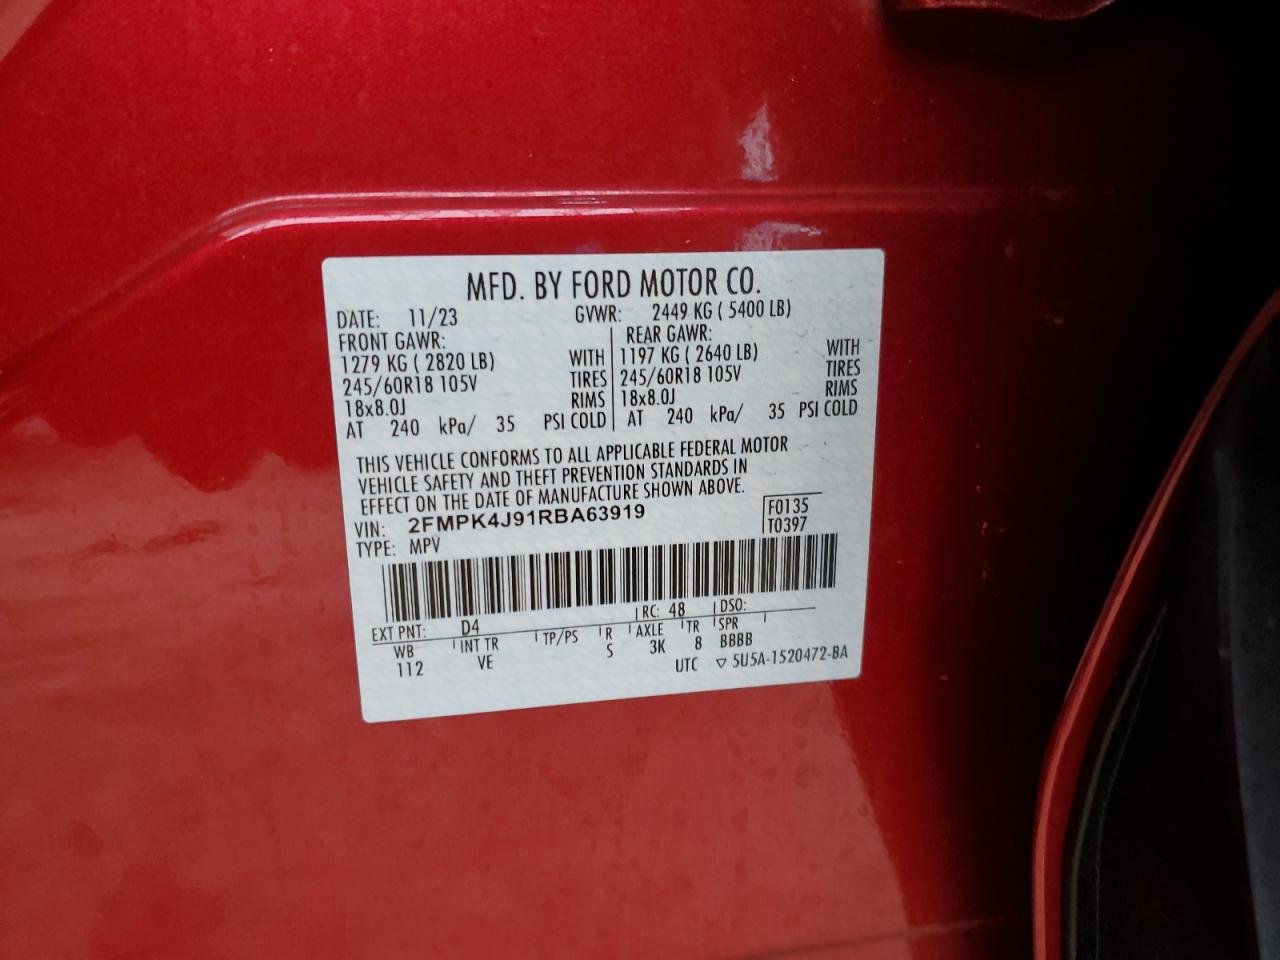 MFD. BY FORD MOTOR CO.
DATE: 11/23 GVWR: 2449 KG ( 5400 LB)
FRONT GAWR: REAR GAWR:
1279 KG ( 2820 LB) WITH 1197 KG ( 2640 LB) WITH
245/60R18 105V TIRES 245/60R18 105V TIRES
18x8.0J RIMS 18x8.0J RIMS
AT 240 kPa/ 35 PSI COLD AT 240 kPa/ 35 PSI COLD
THIS VEHICLE CONFORMS TO ALL APPLICABLE FEDERAL MOTOR
VEHICLE SAFETY AND THEFT PREVENTION STANDARDS IN
EFFECT ON THE DATE OF MANUFACTURE SHOWN ABOVE.
VIN: 2FMPK4J91RBA63919 F0135
TYPE: MPV T0397
EXT PNT: D4 RC: 48 DSO:
WB INT TR TP/PS R AXLE TR SPR
112 VE S 3K 8 BBBB
UTC ▽ 5U5A-1520472-BA